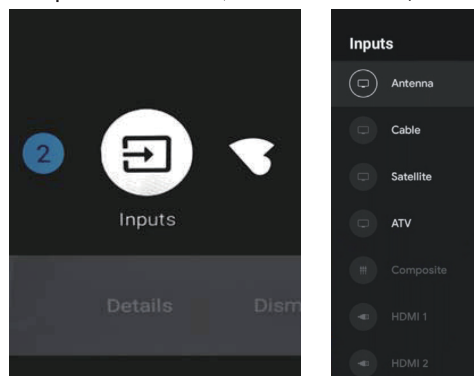 2
Inputs
Details Dism
Inputs
Antenna
Cable
Satellite
ATV
Composite
HDMI 1
HDMI 2